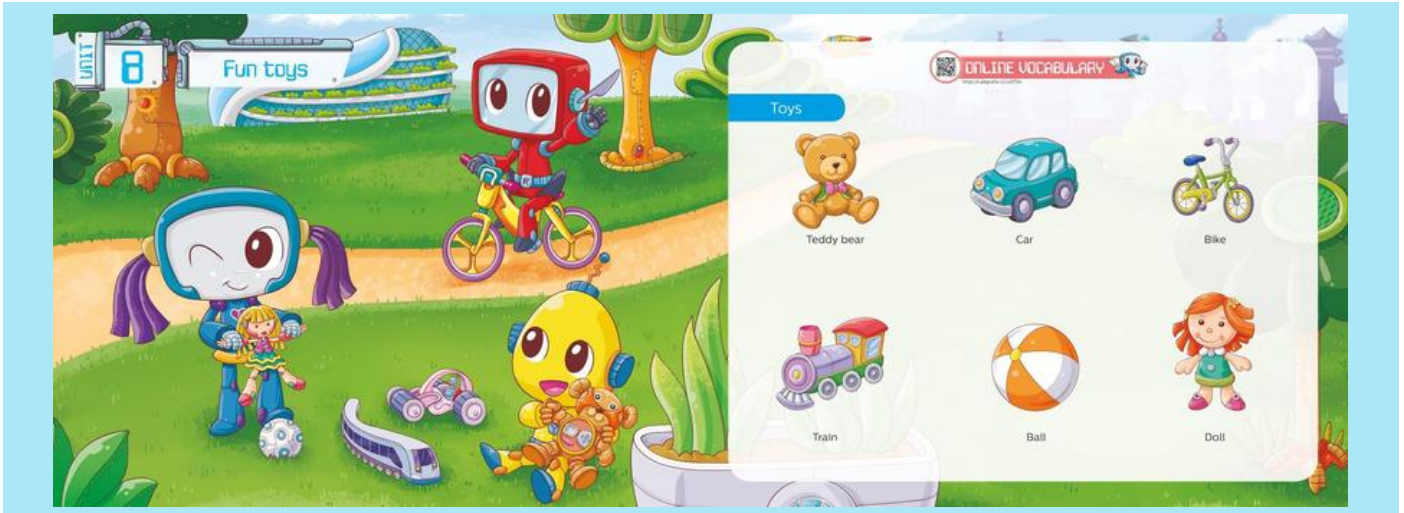 UNIT
8
Fun toys
ONLINE VOCABULARY
Toys
Teddy bear
Car
Bike
Train
Ball
Doll